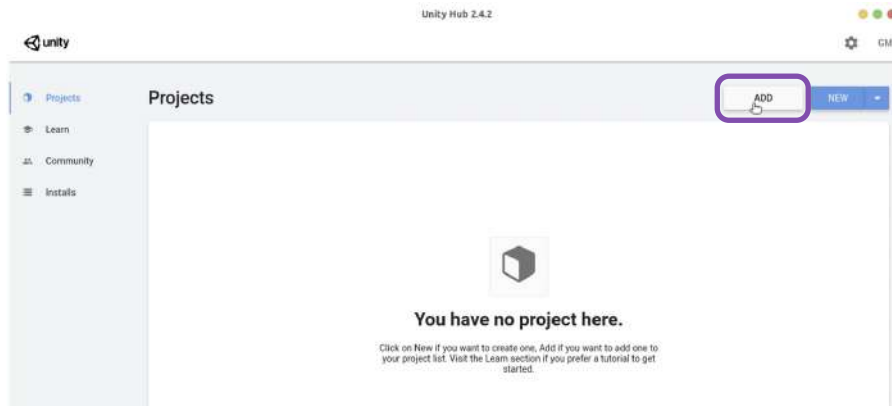 Unity Hub 2.4.2
unity
GM
Projects
Projects
ADD
NEW
Learn
Community
Installs
You have no project here.
Click on New if you want to create one, Add if you want to add one to
your project list. Visit the Learn section if you prefer a tutorial to get
started.